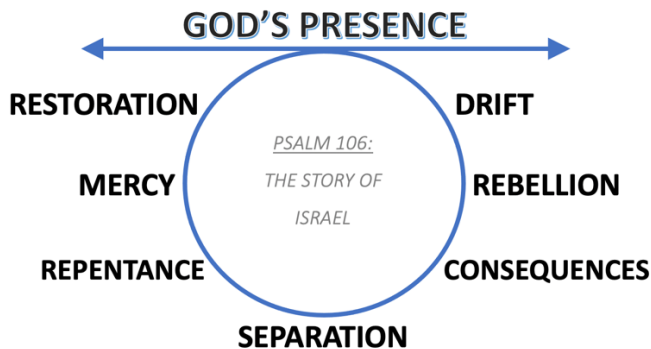 GOD'S PRESENCE
RESTORATION
DRIFT
PSALM 106:
THE STORY OF
ISRAEL
MERCY
REBELLION
REPENTANCE
CONSEQUENCES
SEPARATION